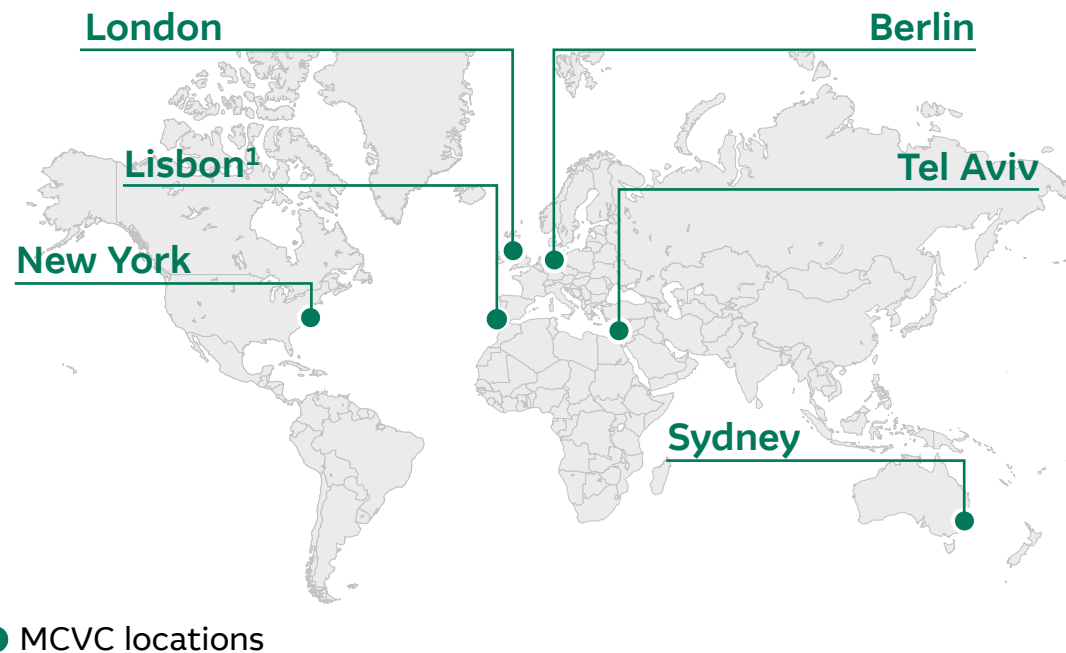 London
Berlin
Lisbon¹
Tel Aviv
New York
Sydney
MCVC locations